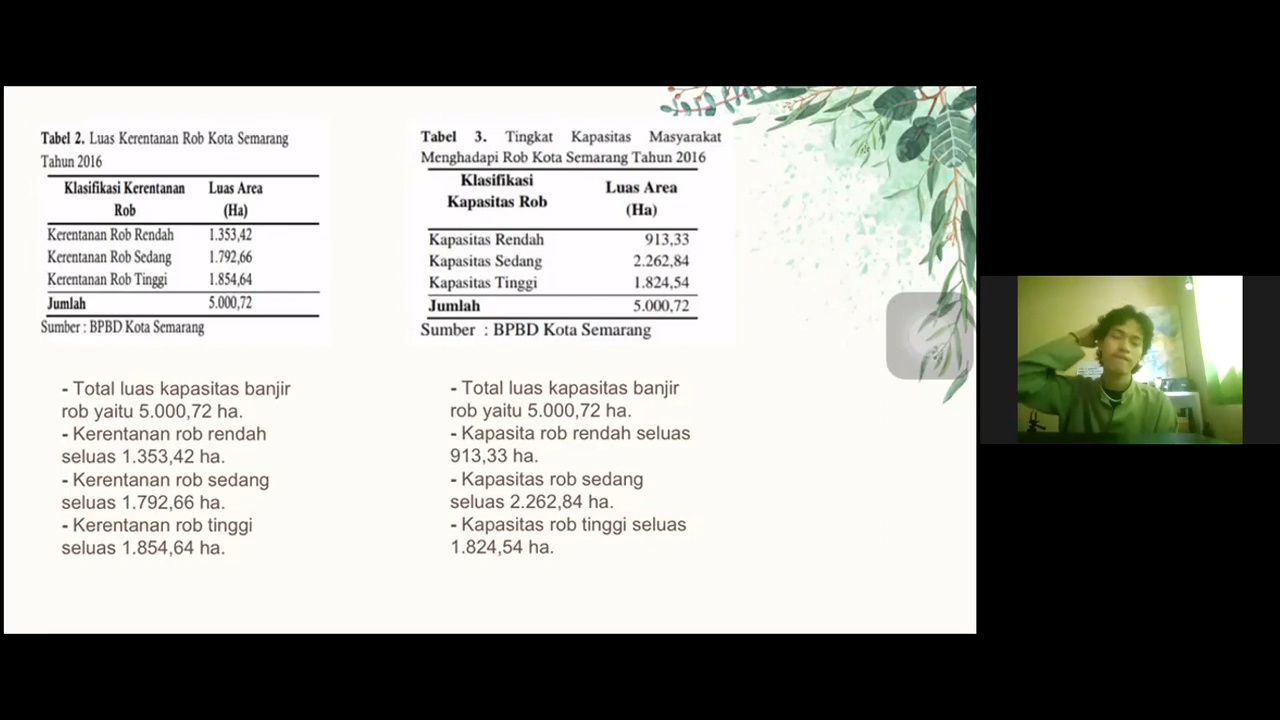 Tabel 2. Luas Kerentanan Rob Kota Semarang
Tahun 2016
Klasifikasi Kerentanan Luas Area
Rob (Ha)
Kerentanan Rob Rendah 1.353,42
Kerentanan Rob Sedang 1.792,66
Kerentanan Rob Tinggi 1.854,64
Jumlah 5.000,72
Sumber : BPBD Kota Semarang
- Total luas kapasitas banjir
rob yaitu 5.000,72 ha.
- Kerentanan rob rendah
seluas 1.353,42 ha.
- Kerentanan rob sedang
seluas 1.792,66 ha.
- Kerentanan rob tinggi
seluas 1.854,64 ha.
Tabel 3. Tingkat Kapasitas Masyarakat
Menghadapi Rob Kota Semarang Tahun 2016
Klasifikasi Luas Area
Kapasitas Rob (Ha)
Kapasitas Rendah 913,33
Kapasitas Sedang 2.262,84
Kapasitas Tinggi 1.824,54
Jumlah 5.000,72
Sumber : BPBD Kota Semarang
- Total luas kapasitas banjir
rob yaitu 5.000,72 ha.
- Kapasita rob rendah seluas
913,33 ha.
- Kapasitas rob sedang
seluas 2.262,84 ha.
- Kapasitas rob tinggi seluas
1.824,54 ha.